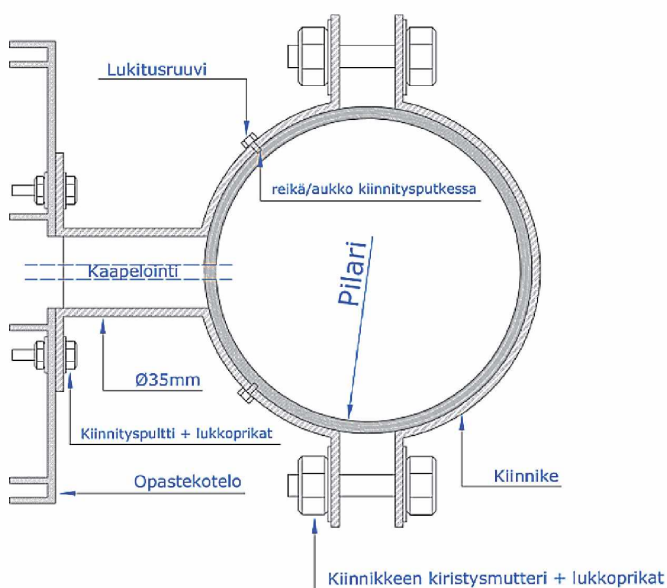 Lukitusruuvi
reikä/aukko kiinnitysputkessa
Kaapelointi
Pilari
Ø35mm
Kiinnityspultti + lukkoprikat
Opastekotelo
Kiinnike
Kiinnikkeen kiristysmutteri + lukkoprikat